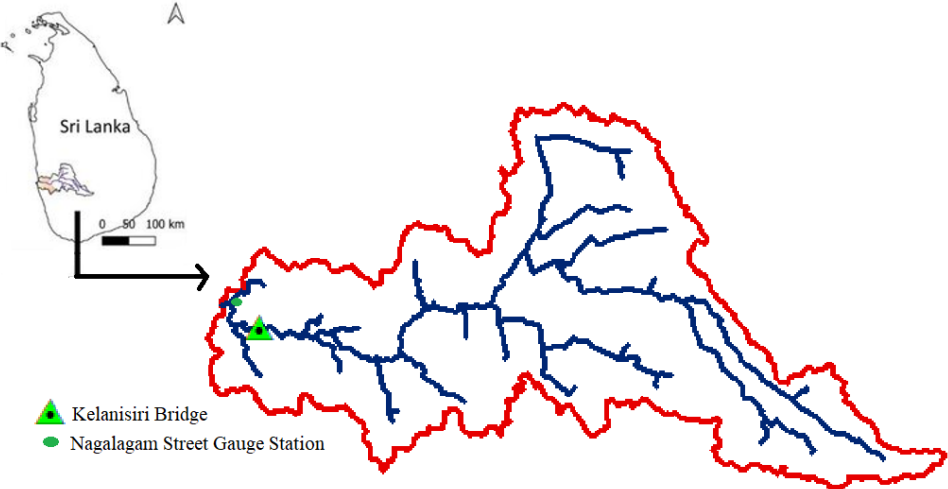 Sri Lanka
0 50 100 km
Kelanisiri Bridge
Nagalagam Street Gauge Station